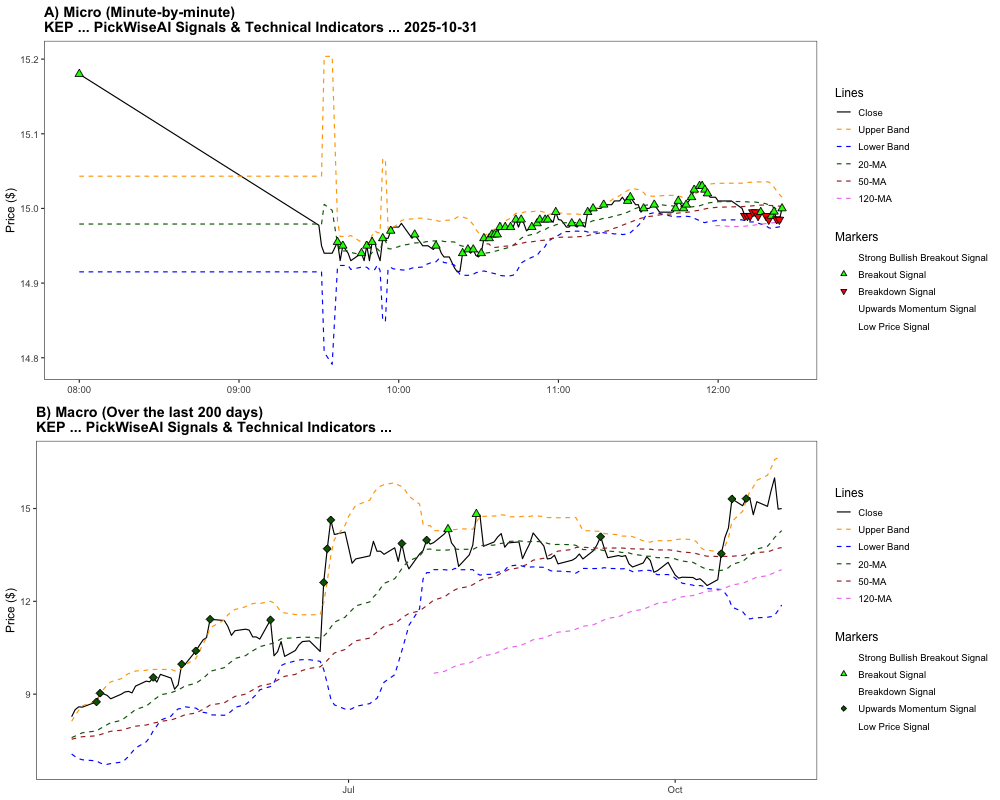 A) Micro (Minute-by-minute)
KEP ... PickWiseAI Signals & Technical Indicators ... 2025-10-31
15.2
15.1
15.0
14.9
14.8
Price ($)
08:00
09:00
10:00
11:00
12:00
Lines
Close
Upper Band
Lower Band
20-MA
50-MA
120-MA
Markers
Strong Bullish Breakout Signal
Breakout Signal
Breakdown Signal
Upwards Momentum Signal
Low Price Signal
B) Macro (Over the last 200 days)
KEP ... PickWiseAI Signals & Technical Indicators ...
15
12
9
Price ($)
Jul
Oct
Lines
Close
Upper Band
Lower Band
20-MA
50-MA
120-MA
Markers
Strong Bullish Breakout Signal
Breakout Signal
Breakdown Signal
Upwards Momentum Signal
Low Price Signal